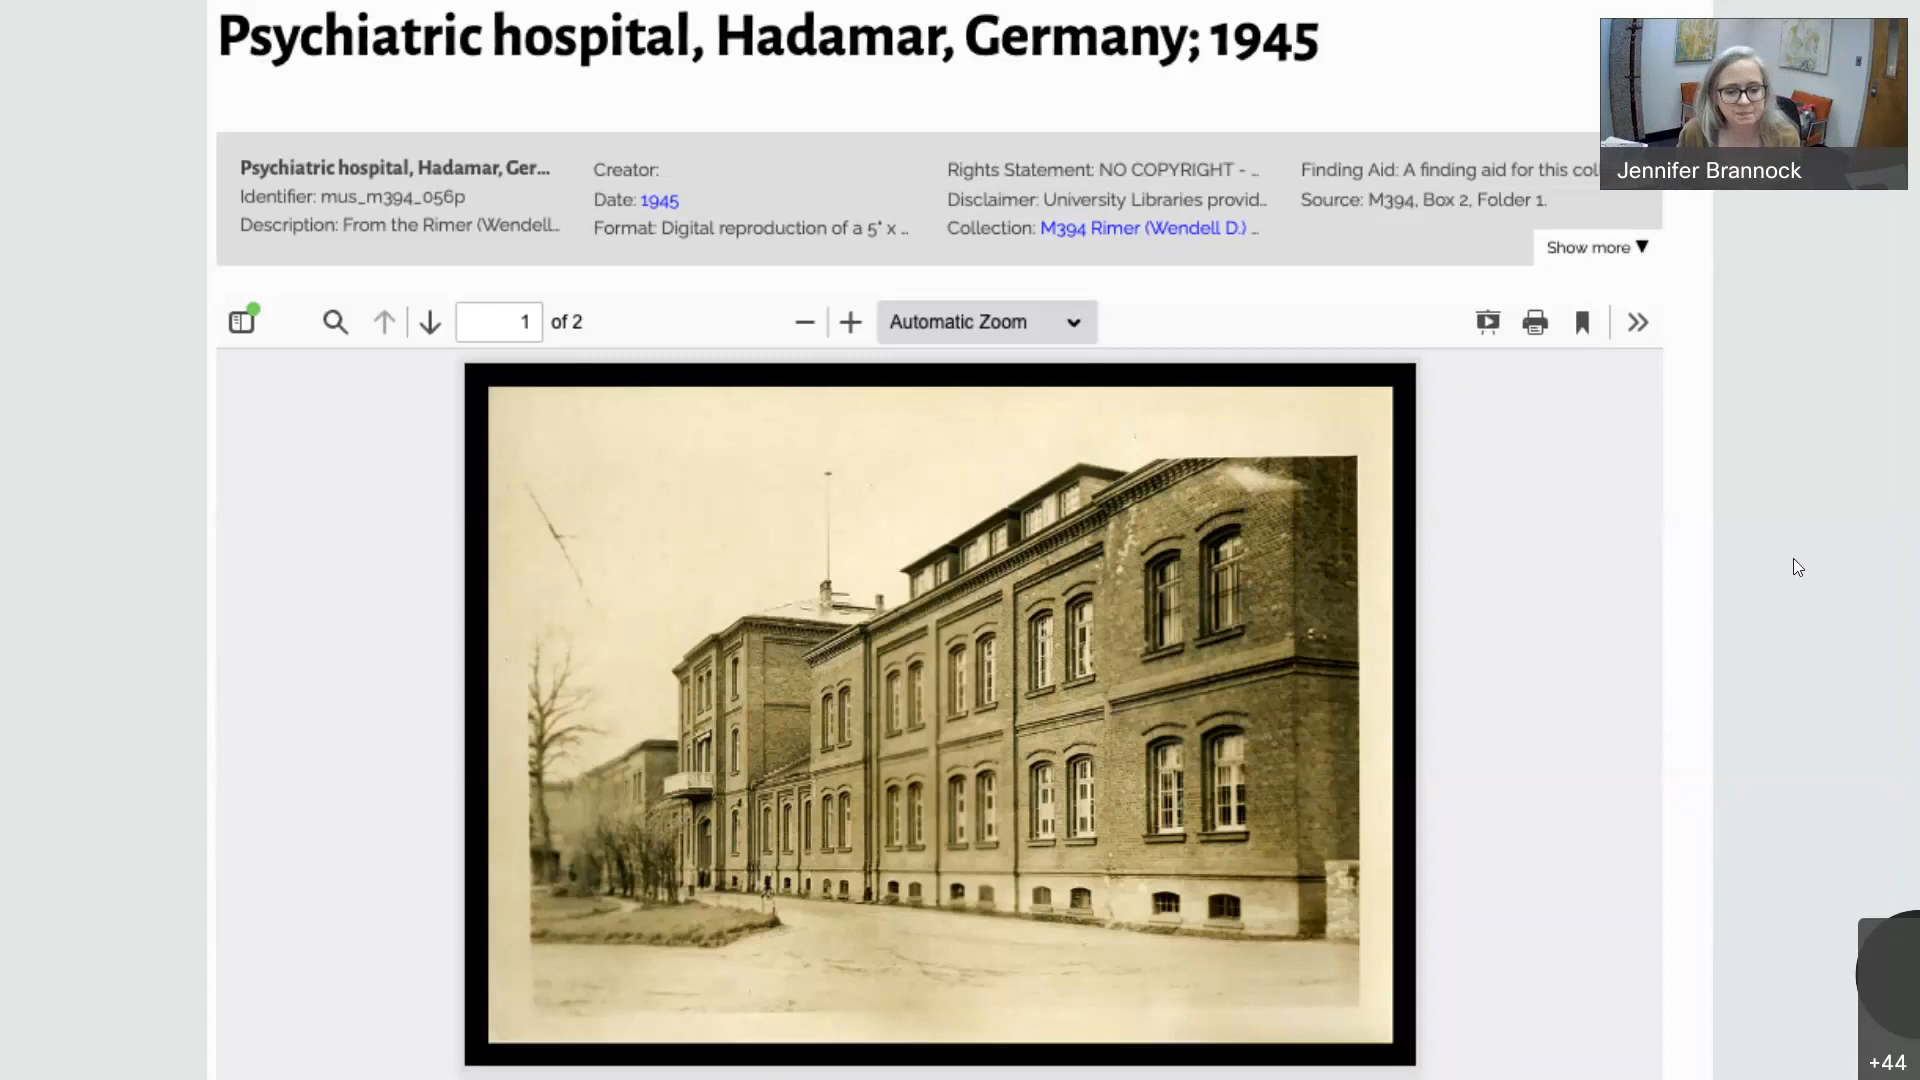 Psychiatric hospital, Hadamar, Germany; 1945
Psychiatric hospital, Hadamar, Ger...
Identifier: mus_m394_056p
Description: From the Rimer (Wendell...
Creator:
Date: 1945
Format: Digital reproduction of a 5" x ...
Rights Statement: NO COPYRIGHT - ...
Disclaimer: University Libraries provid...
Collection: M394 Rimer (Wendell D.) ...
Finding Aid: A finding aid for this col
Source: M394, Box 2, Folder 1.
Show more ▼
Jennifer Brannock
1 of 2
Automatic Zoom
+44